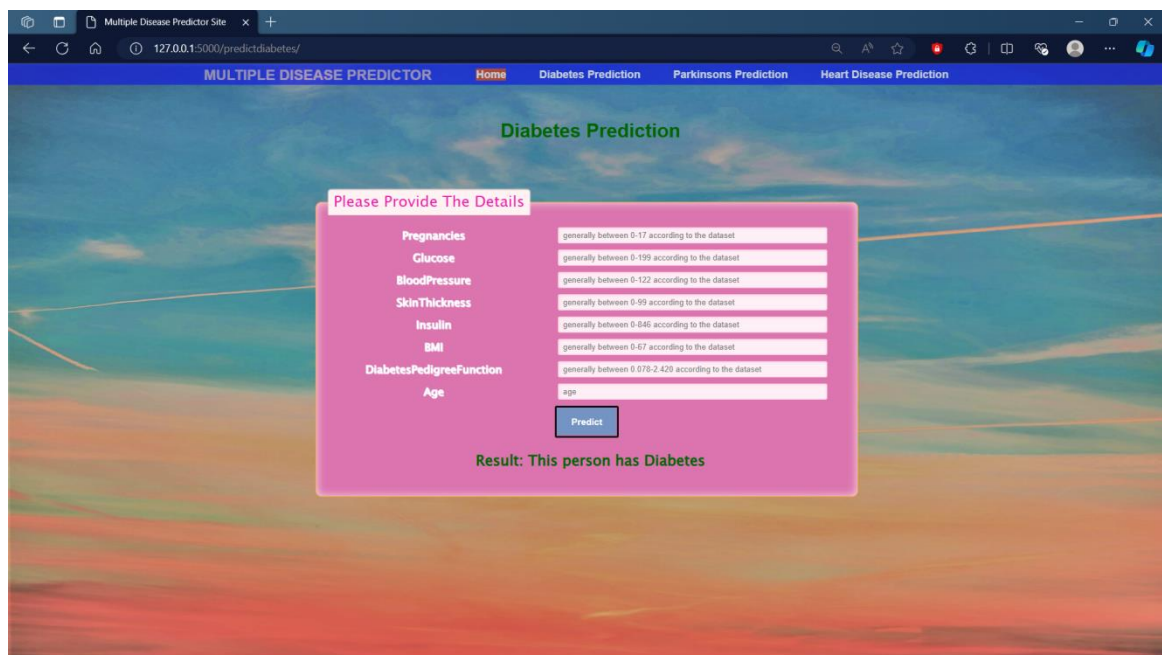 Multiple Disease Predictor Site
127.0.0.1:5000/predictdiabetes/
MULTIPLE DISEASE PREDICTOR Home Diabetes Prediction Parkinsons Prediction Heart Disease Prediction
Diabetes Prediction
Please Provide The Details
Pregnancies generally between 0-17 according to the dataset
Glucose generally between 0-199 according to the dataset
BloodPressure generally between 0-122 according to the dataset
SkinThickness generally between 0-99 according to the dataset
Insulin generally between 0-846 according to the dataset
BMI generally between 0-67 according to the dataset
DiabetesPedigreeFunction generally between 0.078-2.420 according to the dataset
Age age
Predict
Result: This person has Diabetes